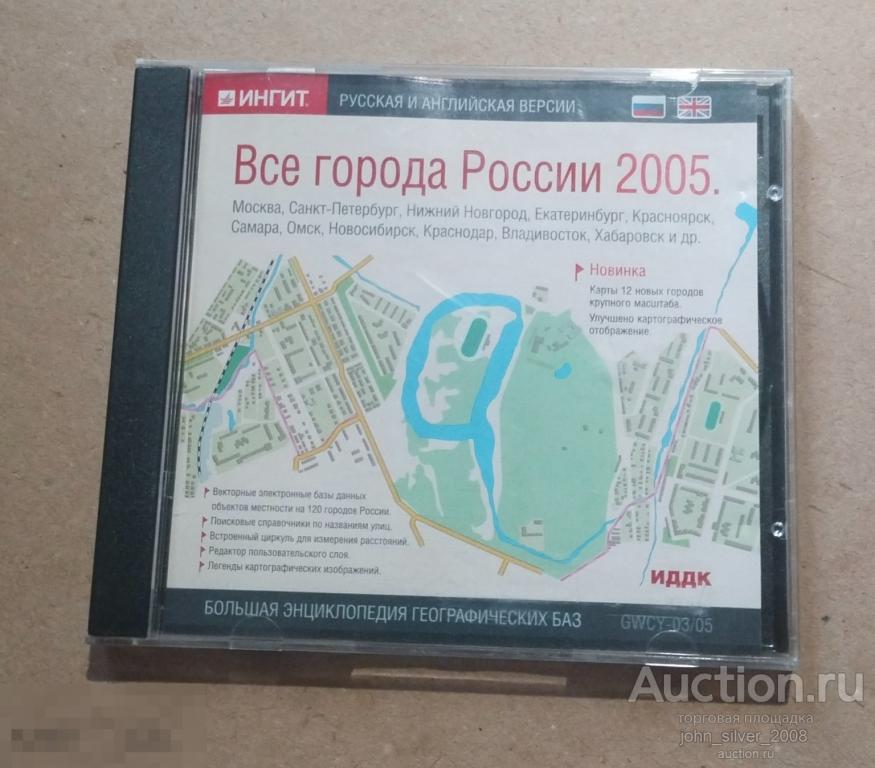 ИНГИТ.
РУССКАЯ И АНГЛИЙСКАЯ ВЕРСИИ
Все города России 2005.
Москва, Санкт-Петербург, Нижний Новгород, Екатеринбург, Красноярск,
Самара, Омск, Новосибирск, Краснодар, Владивосток, Хабаровск и др.
Новинка
Карты 12 новых городов
крупного масштаба.
Улучшено картографическое
отображение.
Векторные электронные базы данных
объектов местности на 120 городов России.
Поисковые справочники по названиям улиц.
Встроенный циркуль для измерения расстояний.
Редактор пользовательского слоя.
Легенды картографических изображений.
ИДДК
БОЛЬШАЯ ЭНЦИКЛОПЕДИЯ ГЕОГРАФИЧЕСКИХ БАЗ
GWCY-03/05
Auction.ru
торговая площадка
john_silver_2008
auction.ru